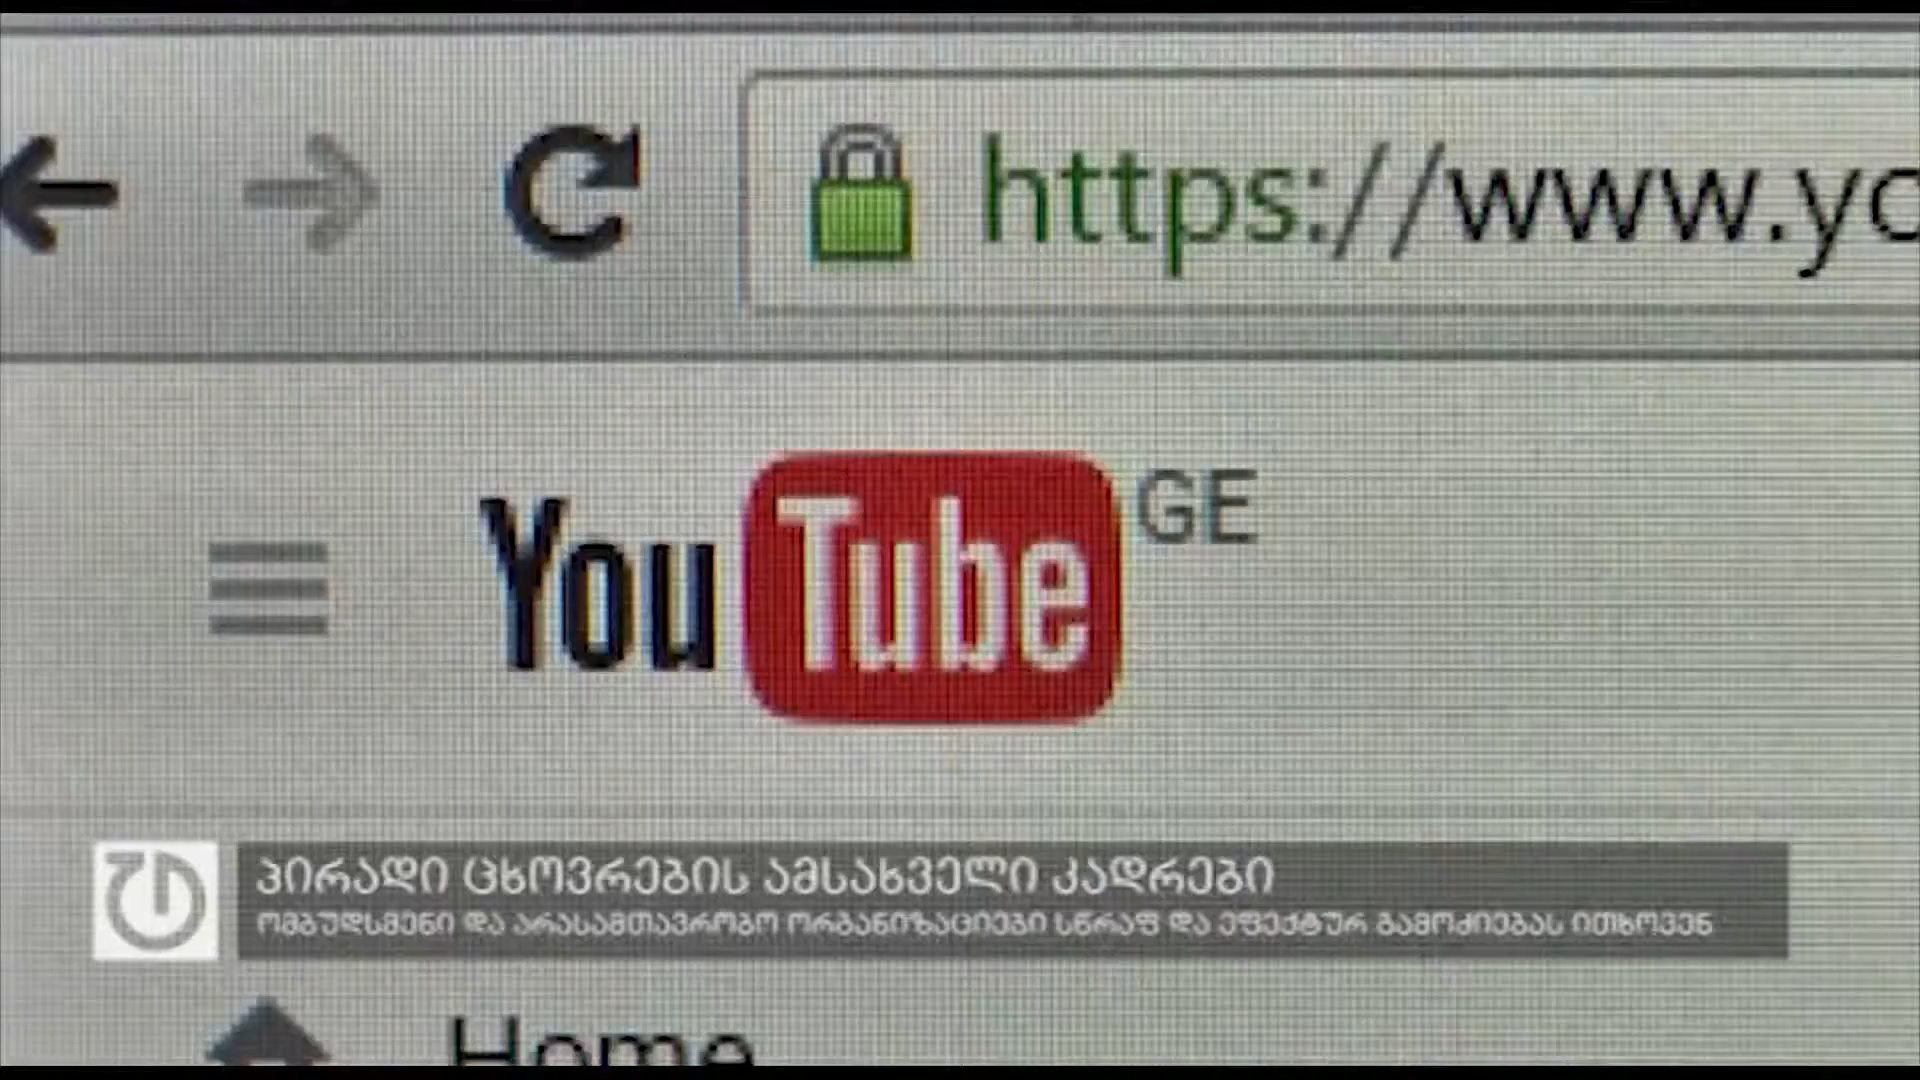 https://www.yo
YouTube GE
პირადი ცხოვრების ამსახველი კადრები
ომბუდსმენი და არასამთავრობო ორგანიზაციები სწრაფ და ეფექტურ გამოძიებას ითხოვენ
Home